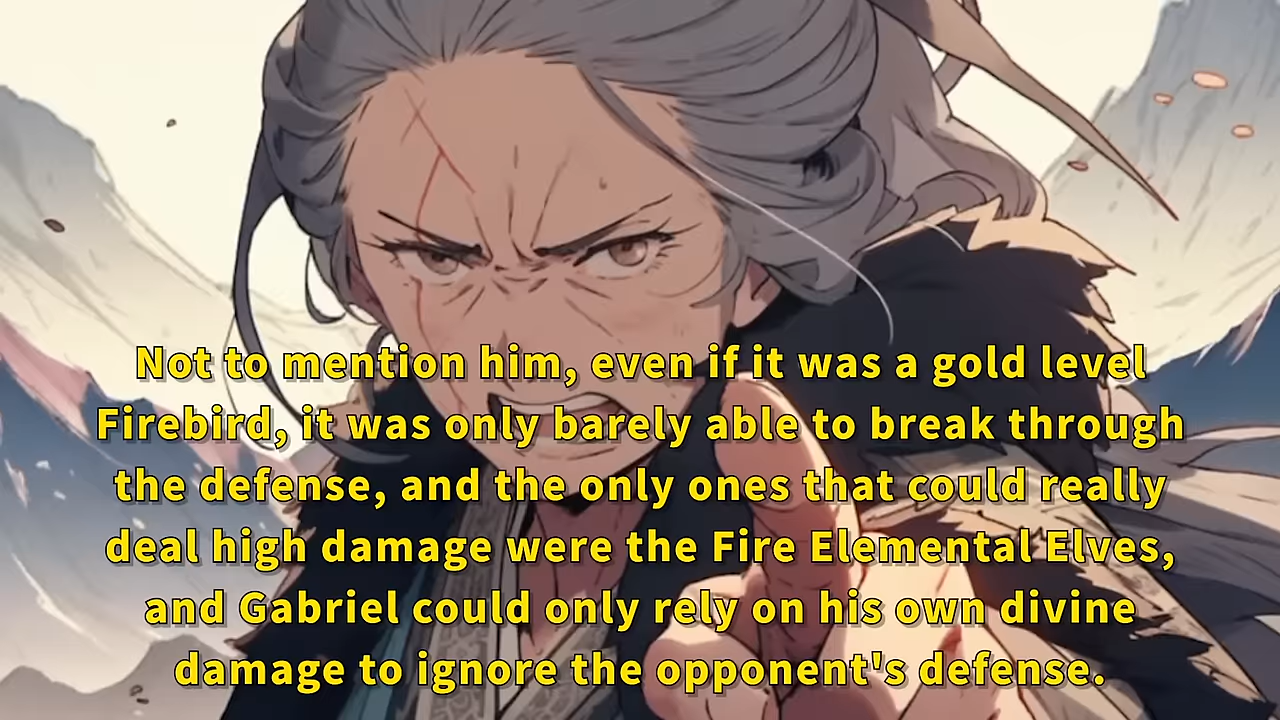 Not to mention him, even if it was a gold level
Firebird, it was only barely able to break through
the defense, and the only ones that could really
deal high damage were the Fire Elemental Elves,
and Gabriel could only rely on his own divine
damage to ignore the opponent's defense.